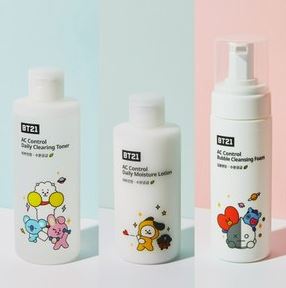 BT21
AC Control
Daily Clearing Toner
BT21
AC Control
Daily Moisture Lotion
BT21
AC Control
Bubble Cleansing Foam